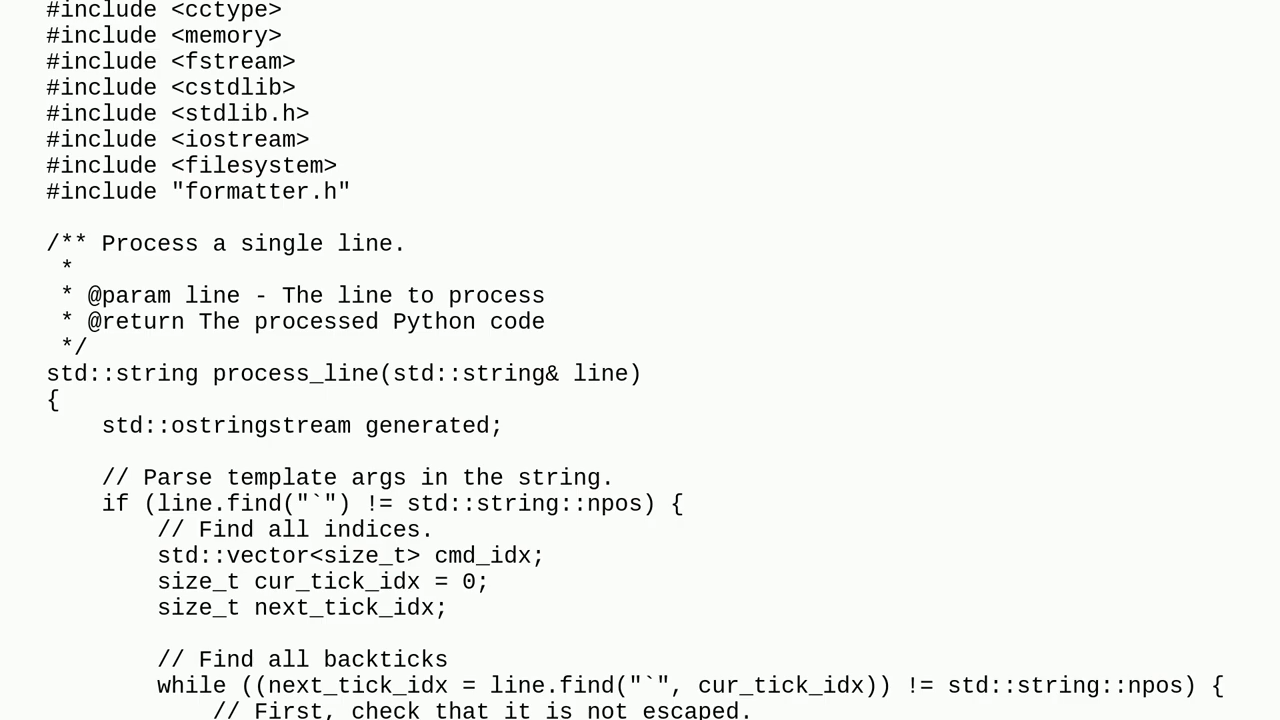 #include <cctype>
#include <memory>
#include <fstream>
#include <cstdlib>
#include <stdlib.h>
#include <iostream>
#include <filesystem>
#include "formatter.h"

/** Process a single line.
 *
 * @param line - The line to process
 * @return The processed Python code
 */
std::string process_line(std::string& line)
{
    std::ostringstream generated;

    // Parse template args in the string.
    if (line.find("`") != std::string::npos) {
        // Find all indices.
        std::vector<size_t> cmd_idx;
        size_t cur_tick_idx = 0;
        size_t next_tick_idx;

        // Find all backticks
        while ((next_tick_idx = line.find("`", cur_tick_idx)) != std::string::npos) {
            // First, check that it is not escaped.